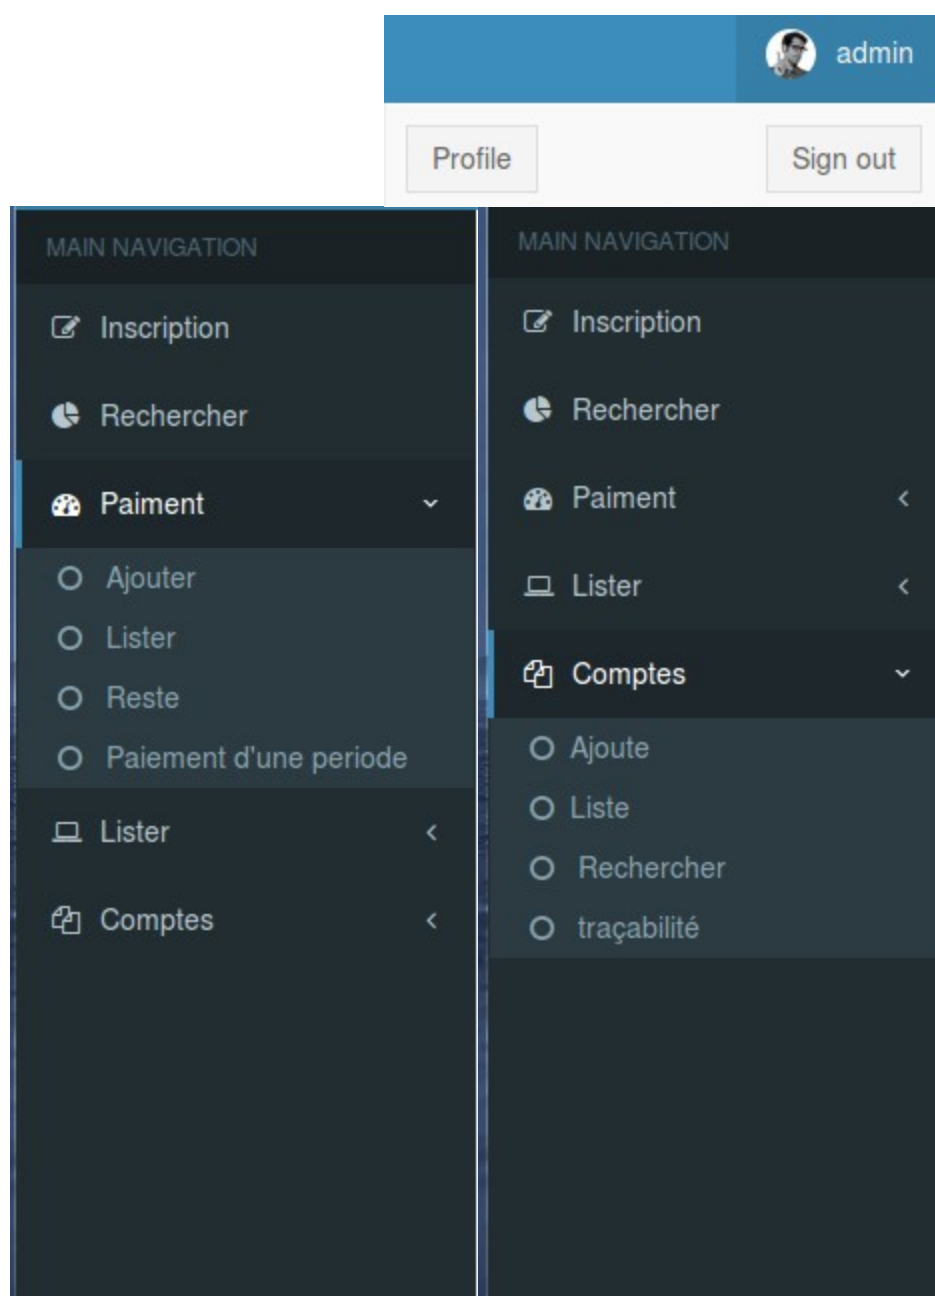 admin
Profile
Sign out
MAIN NAVIGATION
Inscription
Rechercher
Paiment
Ajouter
Lister
Reste
Paiement d'une periode
Lister
Comptes
MAIN NAVIGATION
Inscription
Rechercher
Paiment
Lister
Comptes
Ajoute
Liste
Rechercher
traçabilité